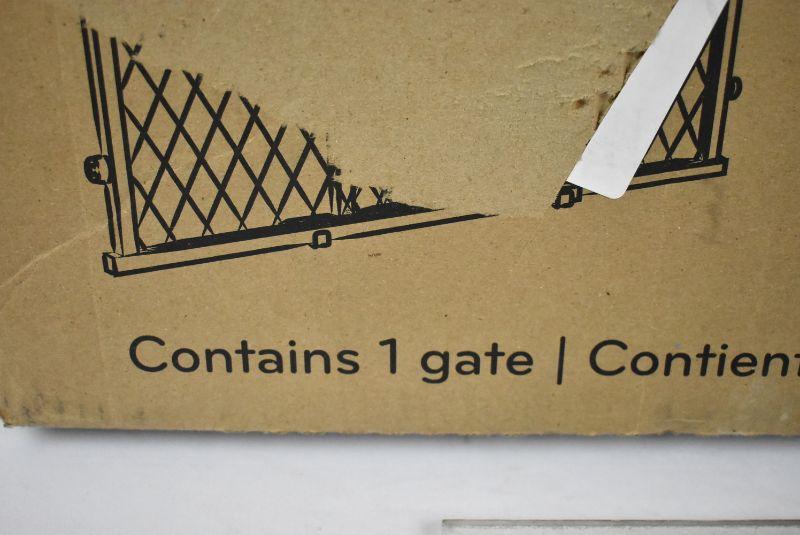 Contains 1 gate | Contient